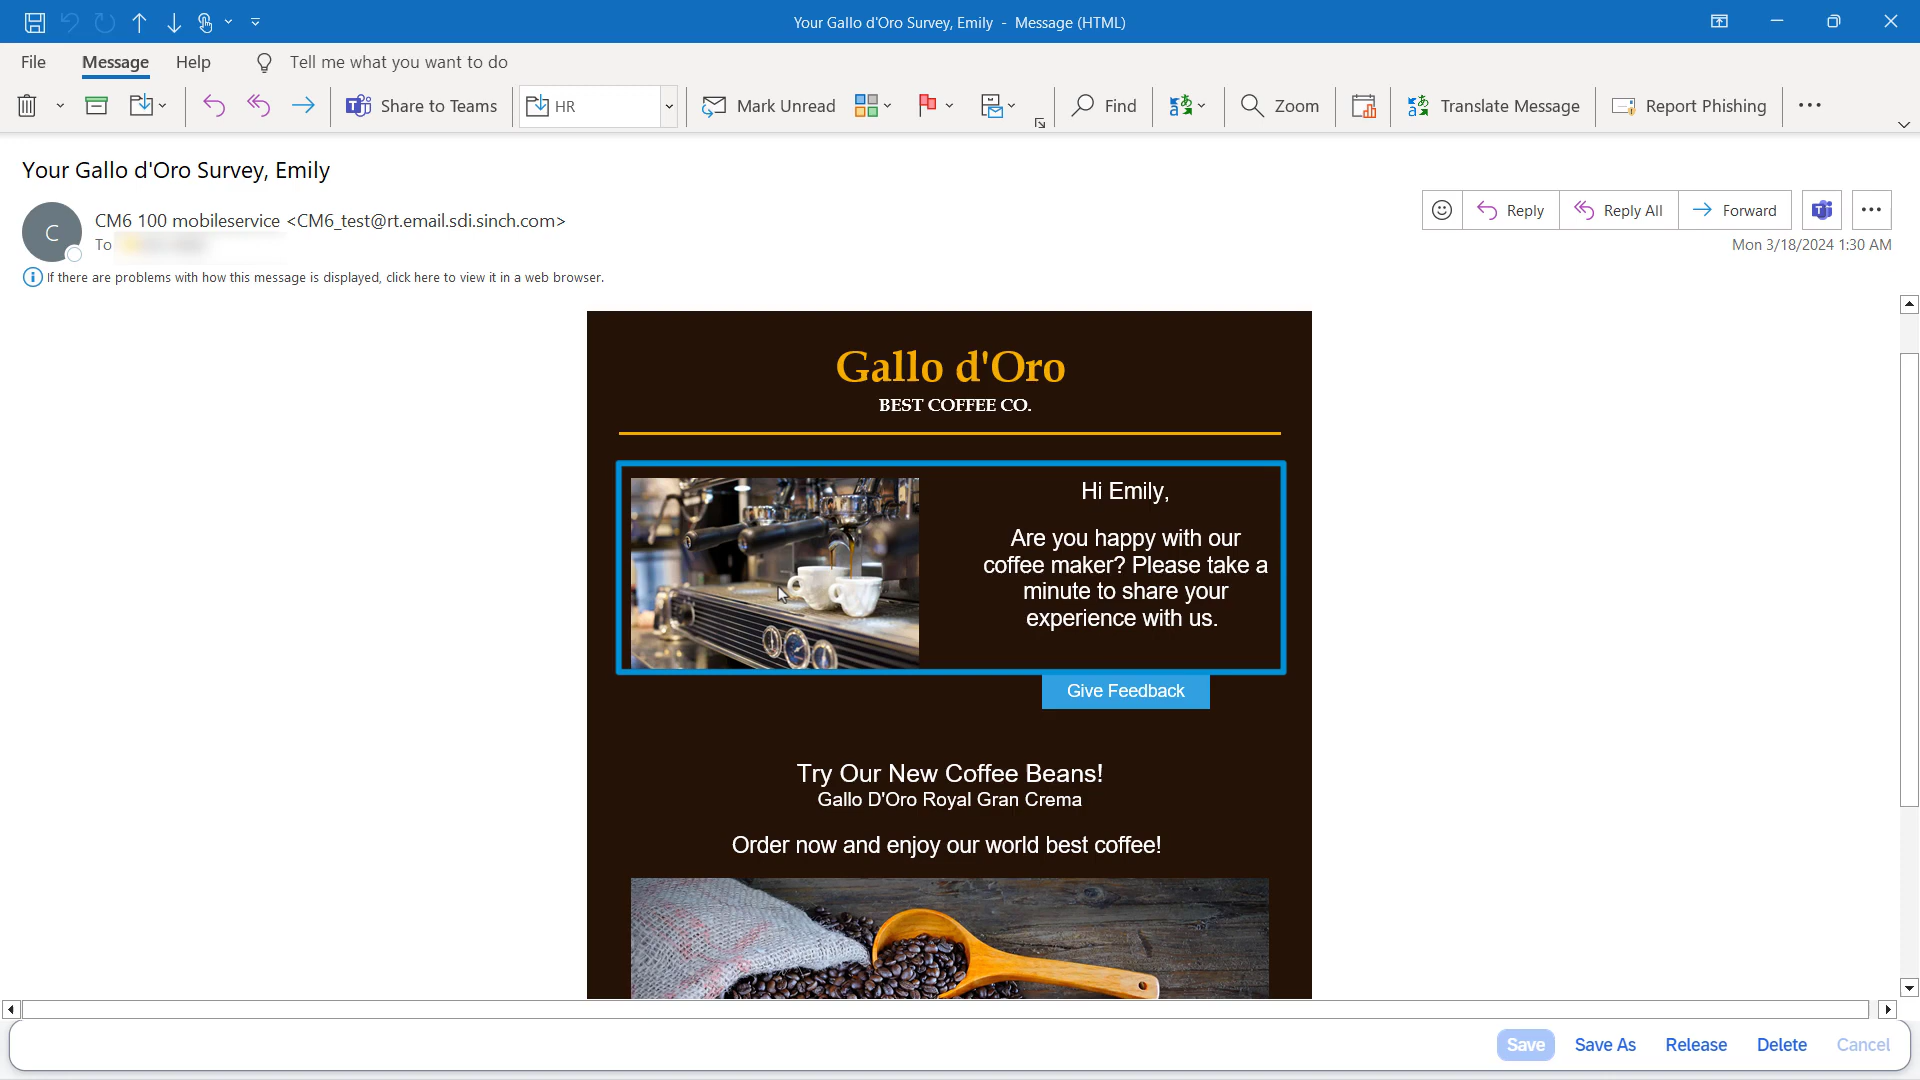 Your Gallo d'Oro Survey, Emily - Message (HTML)
File Message Help Tell me what you want to do
Share to Teams HR Mark Unread Find Zoom Translate Message Report Phishing
Your Gallo d'Oro Survey, Emily
C CM6 100 mobileservice <CM6_test@rt.email.sdi.sinch.com>
Reply Reply All Forward
To
Mon 3/18/2024 1:30 AM
If there are problems with how this message is displayed, click here to view it in a web browser.
Gallo d'Oro
BEST COFFEE CO.
Hi Emily,
Are you happy with our
coffee maker? Please take a
minute to share your
experience with us.
Give Feedback
Try Our New Coffee Beans!
Gallo D'Oro Royal Gran Crema
Order now and enjoy our world best coffee!
Save Save As Release Delete Cancel